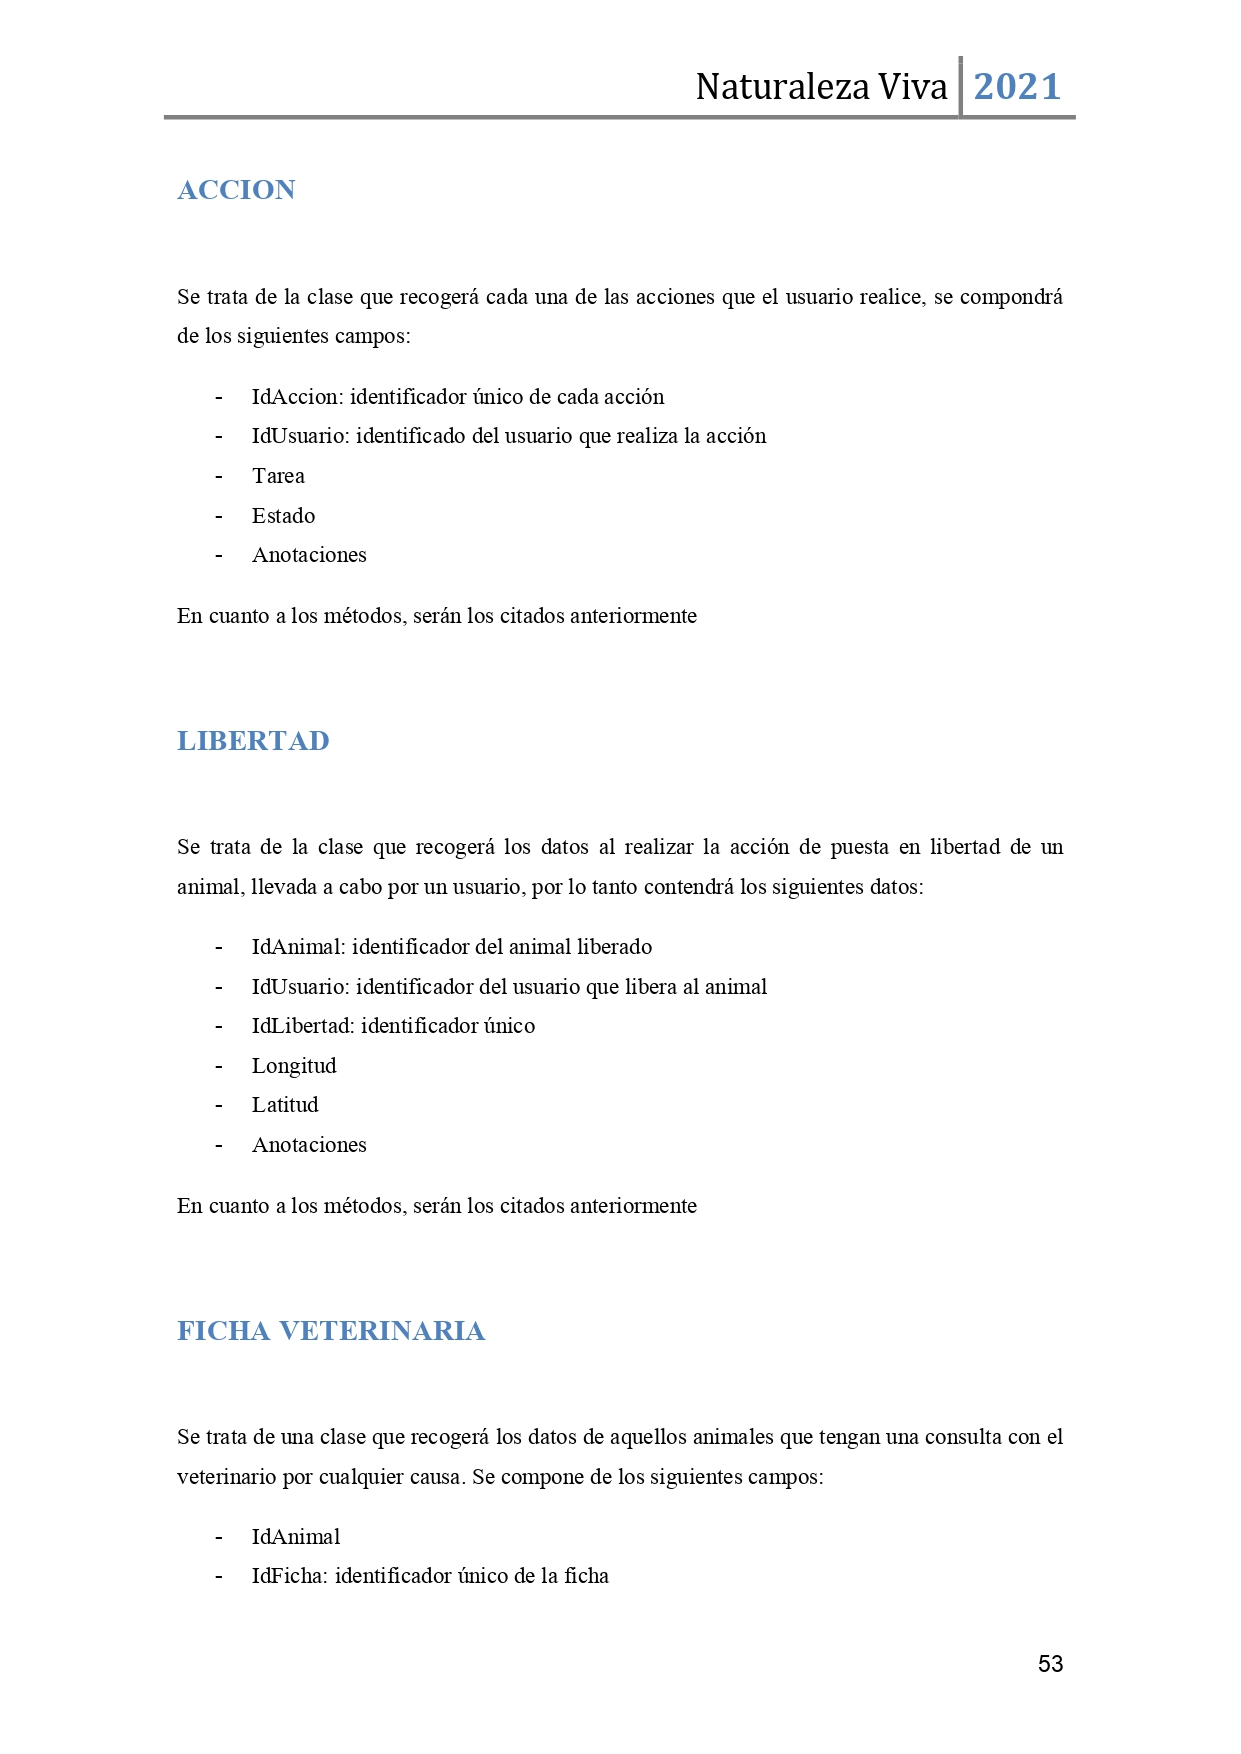 Naturaleza Viva 2021
ACCION
Se trata de la clase que recogerá cada una de las acciones que el usuario realice, se compondrá
de los siguientes campos:
- IdAccion: identificador único de cada acción
- IdUsuario: identificado del usuario que realiza la acción
- Tarea
- Estado
- Anotaciones
En cuanto a los métodos, serán los citados anteriormente
LIBERTAD
Se trata de la clase que recogerá los datos al realizar la acción de puesta en libertad de un
animal, llevada a cabo por un usuario, por lo tanto contendrá los siguientes datos:
- IdAnimal: identificador del animal liberado
- IdUsuario: identificador del usuario que libera al animal
- IdLibertad: identificador único
- Longitud
- Latitud
- Anotaciones
En cuanto a los métodos, serán los citados anteriormente
FICHA VETERINARIA
Se trata de una clase que recogerá los datos de aquellos animales que tengan una consulta con el
veterinario por cualquier causa. Se compone de los siguientes campos:
- IdAnimal
- IdFicha: identificador único de la ficha
53